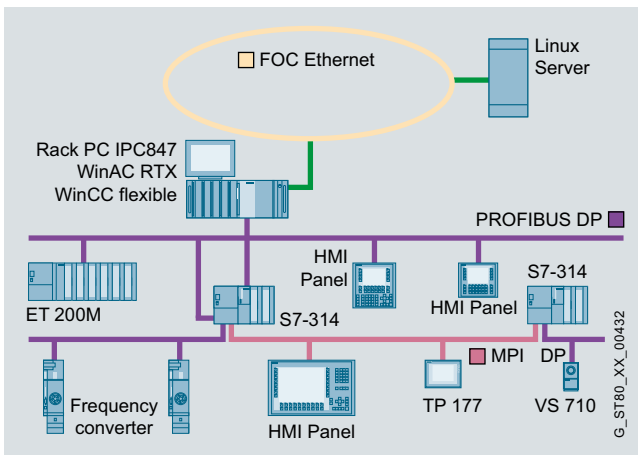 FOC Ethernet
Linux
Server
Rack PC IPC847
WinAC RTX
WinCC flexible
PROFIBUS DP
HMI
Panel
HMI Panel
S7-314
ET 200M
S7-314
MPI
DP
Frequency
converter
HMI Panel
TP 177
VS 710
G_ST80_XX_00432